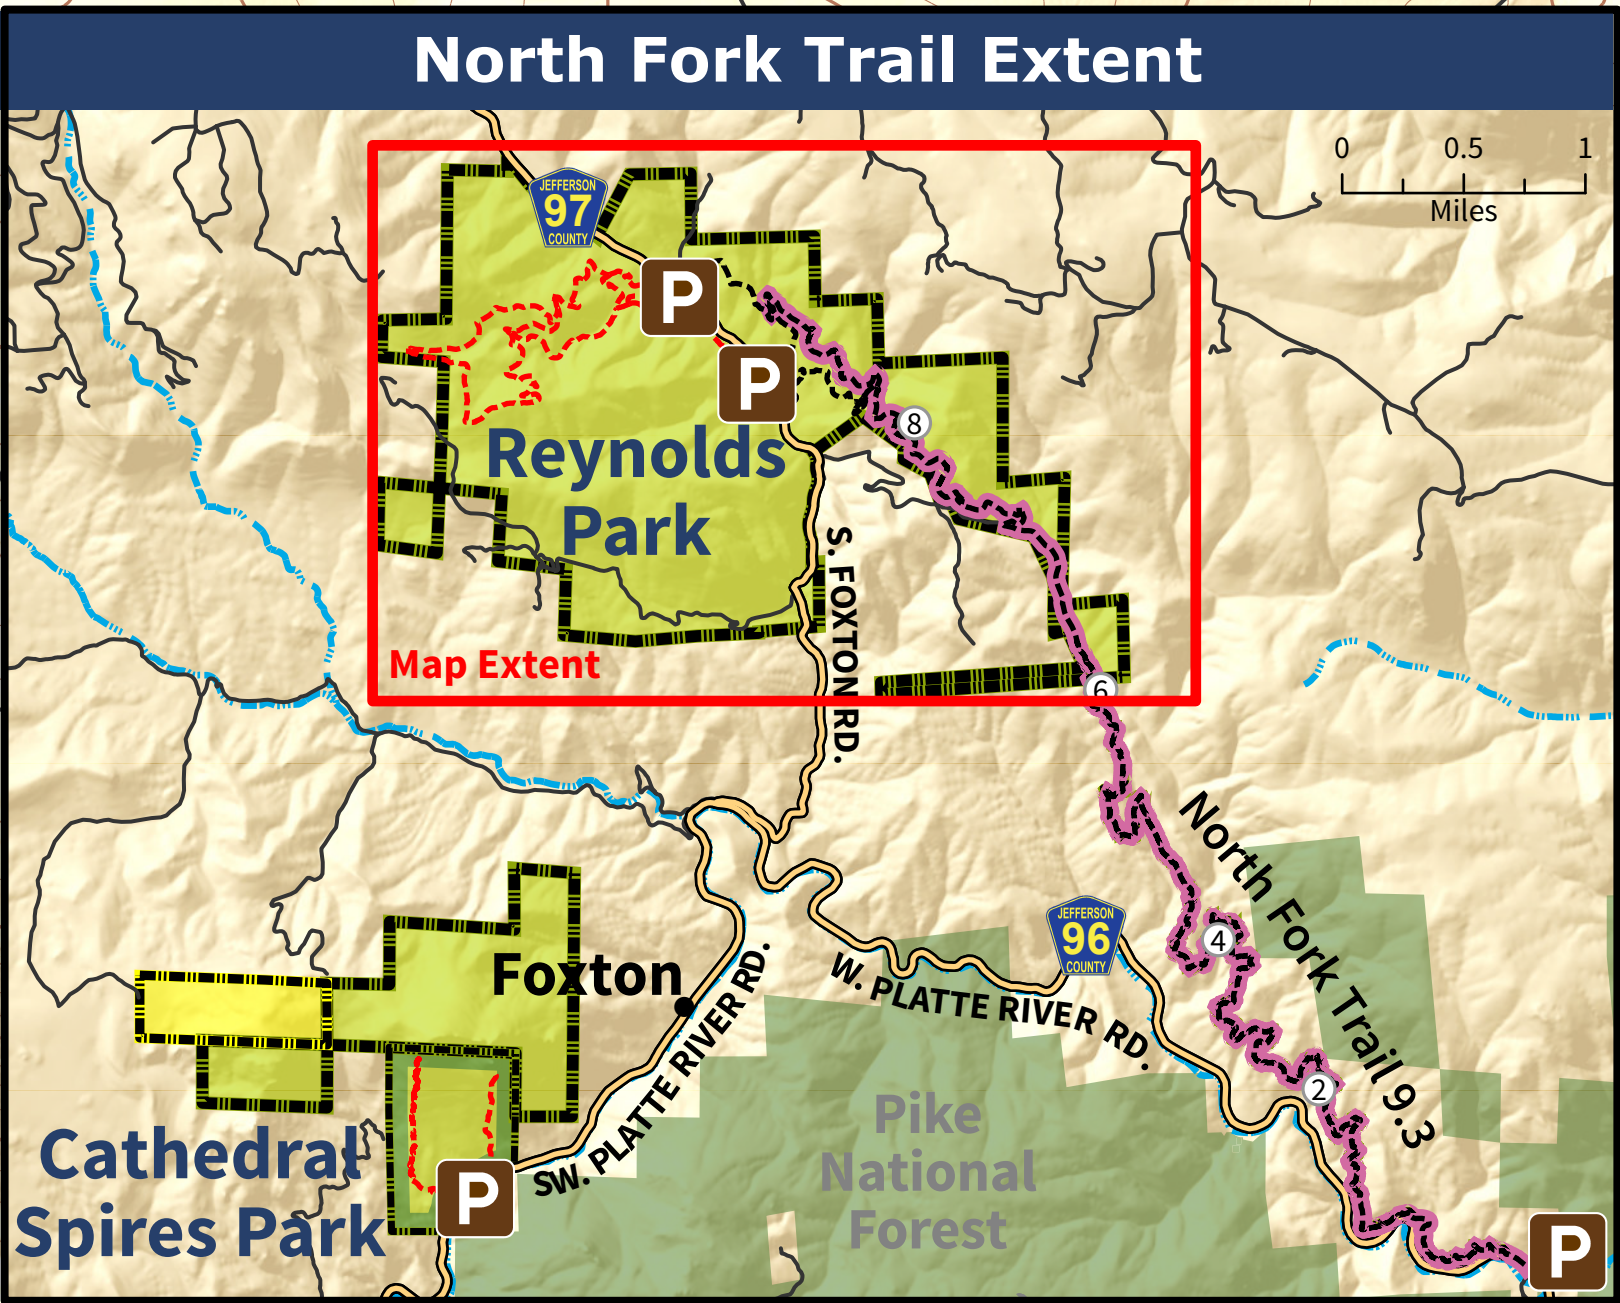 North Fork Trail Extent
0 0.5 1
Miles
JEFFERSON
97
COUNTY
P
P
8
Reynolds
Park
S. FOXTON RD.
Map Extent
6
North Fork Trail 9.3
4
JEFFERSON
96
COUNTY
Foxton
W. PLATTE RIVER RD.
SW. PLATTE RIVER RD.
2
Pike
National
Forest
Cathedral
Spires Park
P
P